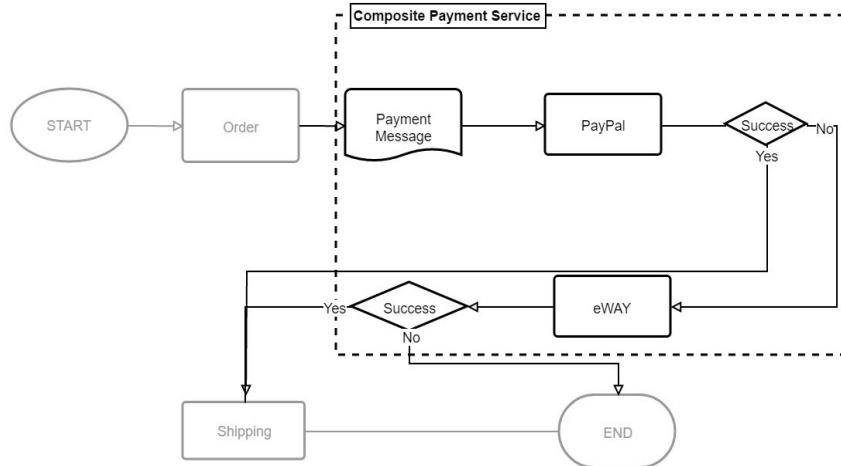 Composite Payment Service
START
Order
Payment
Message
PayPal
Success
No
Yes
eWAY
Success
Yes
No
Shipping
END